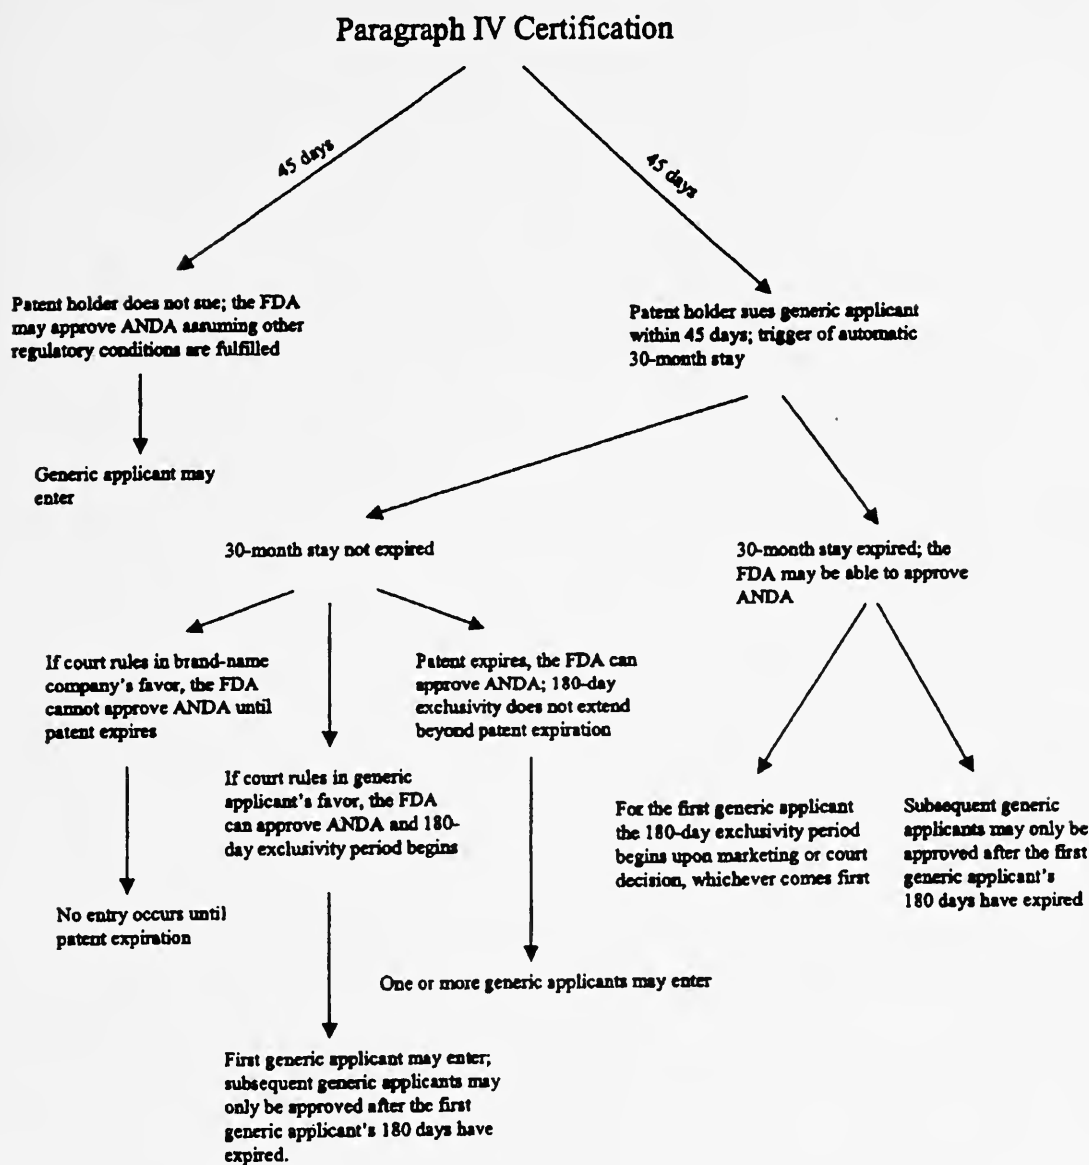 Paragraph IV Certification
45 days
45 days
Patent holder does not sue; the FDA
may approve ANDA assuming other
regulatory conditions are fulfilled
Patent holder sues generic applicant
within 45 days; trigger of automatic
30-month stay
Generic applicant may
enter
30-month stay not expired
30-month stay expired; the
FDA may be able to approve
ANDA
If court rules in brand-name
company's favor, the FDA
cannot approve ANDA until
patent expires
Patent expires, the FDA can
approve ANDA; 180-day
exclusivity does not extend
beyond patent expiration
If court rules in generic
applicant's favor, the FDA
can approve ANDA and 180-
day exclusivity period begins
For the first generic applicant
the 180-day exclusivity period
begins upon marketing or court
decision, whichever comes first
Subsequent generic
applicants may only be
approved after the first
generic applicant's
180 days have expired
No entry occurs until
patent expiration
One or more generic applicants may enter
First generic applicant may enter;
subsequent generic applicants may
only be approved after the first
generic applicant's 180 days have
expired.